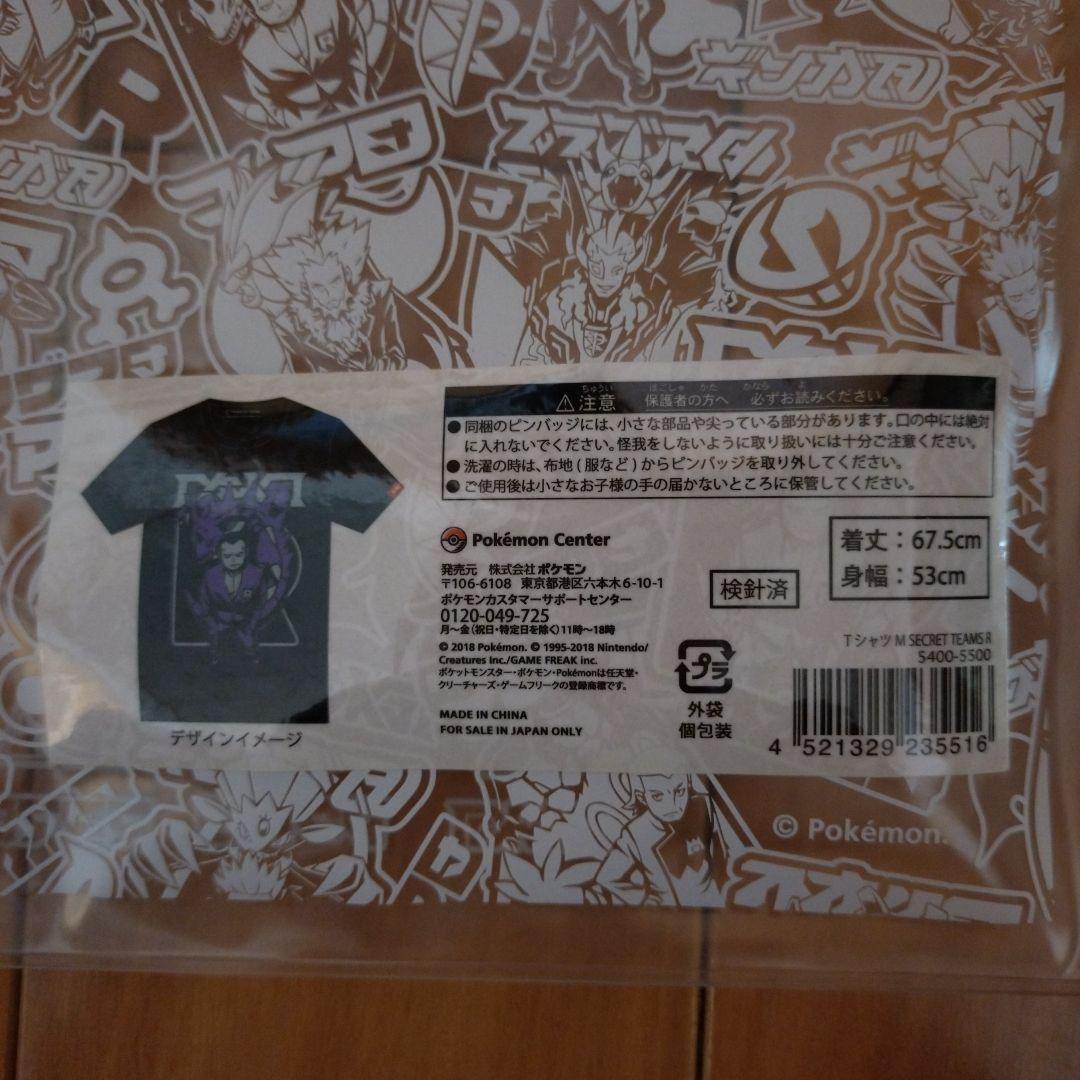 ギンガ
サカキ
デザインイメージ
ちゅうい ほごしゃ かた かなら よ
⚠注意 保護者の方へ 必ずお読みください。
● 同梱のピンバッジには、小さな部品や尖っている部分があります。口の中には絶対
に入れないでください。怪我をしないように取り扱いには十分ご注意ください。
● 洗濯の時は、布地(服など)からピンバッジを取り外してください。
● ご使用後は小さなお子様の手の届かないところに保管してください。
Pokémon Center
発売元 株式会社ポケモン
〒106-6108 東京都港区六本木6-10-1
ポケモンカスタマーサポートセンター
0120-049-725
月～金(祝日・特定日を除く)11時～18時
© 2018 Pokémon. © 1995-2018 Nintendo/
Creatures Inc./GAME FREAK inc.
ポケットモンスター・ポケモン・Pokémonは任天堂・
クリーチャーズ・ゲームフリークの登録商標です。
MADE IN CHINA
FOR SALE IN JAPAN ONLY
検針済
着丈：67.5cm
身幅：53cm
プラ
外袋
個包装
Tシャツ M SECRET TEAMS R
5400-5500
4 521329 235516
© Pokémon.